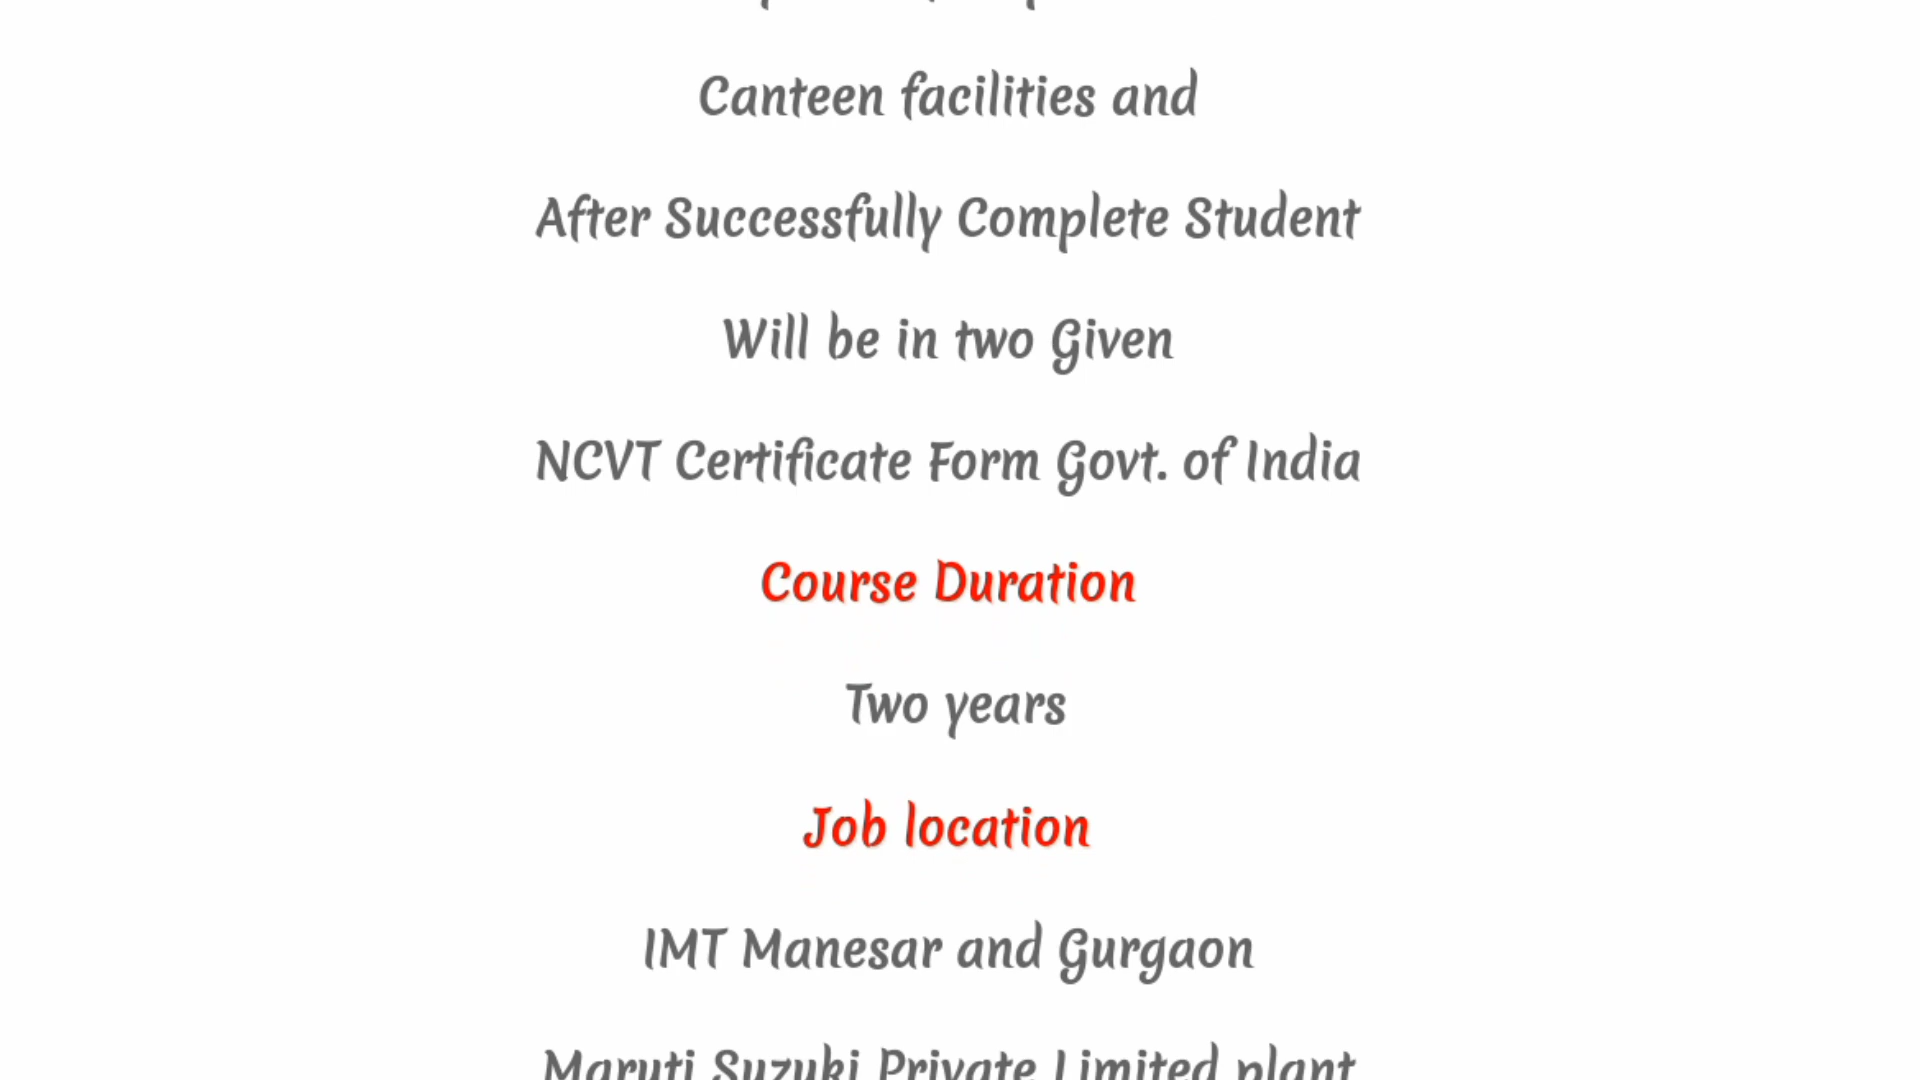 Canteen facilities and
After Successfully Complete Student
Will be in two Given
NCVT Certificate Form Govt. of India
Course Duration
Two years
Job location
IMT Manesar and Gurgaon
Maruti Suzuki Private Limited plant